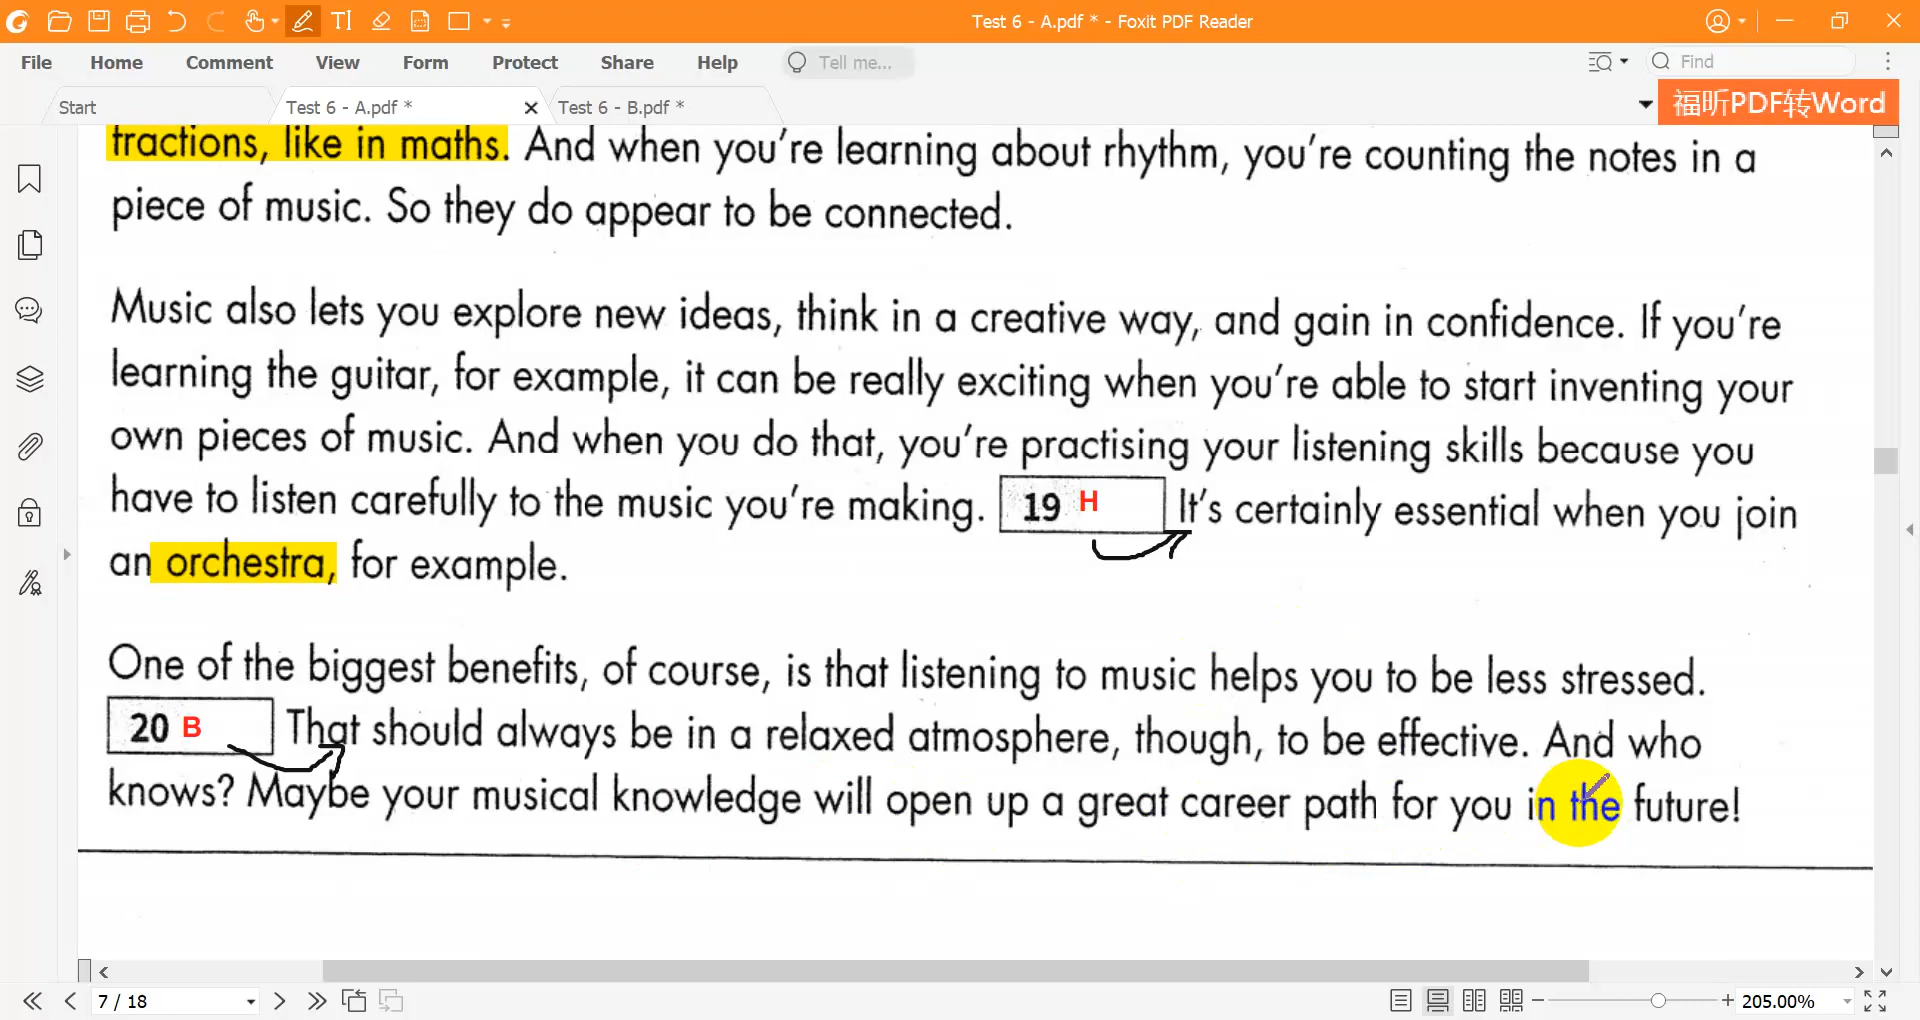 Test 6 - A.pdf * - Foxit PDF Reader
File Home Comment View Form Protect Share Help Tell me... Find
Start Test 6 - A.pdf * Test 6 - B.pdf * 福昕PDF转Word
fractions, like in maths. And when you're learning about rhythm, you're counting the notes in a
piece of music. So they do appear to be connected.
Music also lets you explore new ideas, think in a creative way, and gain in confidence. If you're
learning the guitar, for example, it can be really exciting when you're able to start inventing your
own pieces of music. And when you do that, you're practising your listening skills because you
have to listen carefully to the music you're making. 19 H It's certainly essential when you join
an orchestra, for example.
One of the biggest benefits, of course, is that listening to music helps you to be less stressed.
20 B That should always be in a relaxed atmosphere, though, to be effective. And who
knows? Maybe your musical knowledge will open up a great career path for you in the future!
7 / 18 205.00%